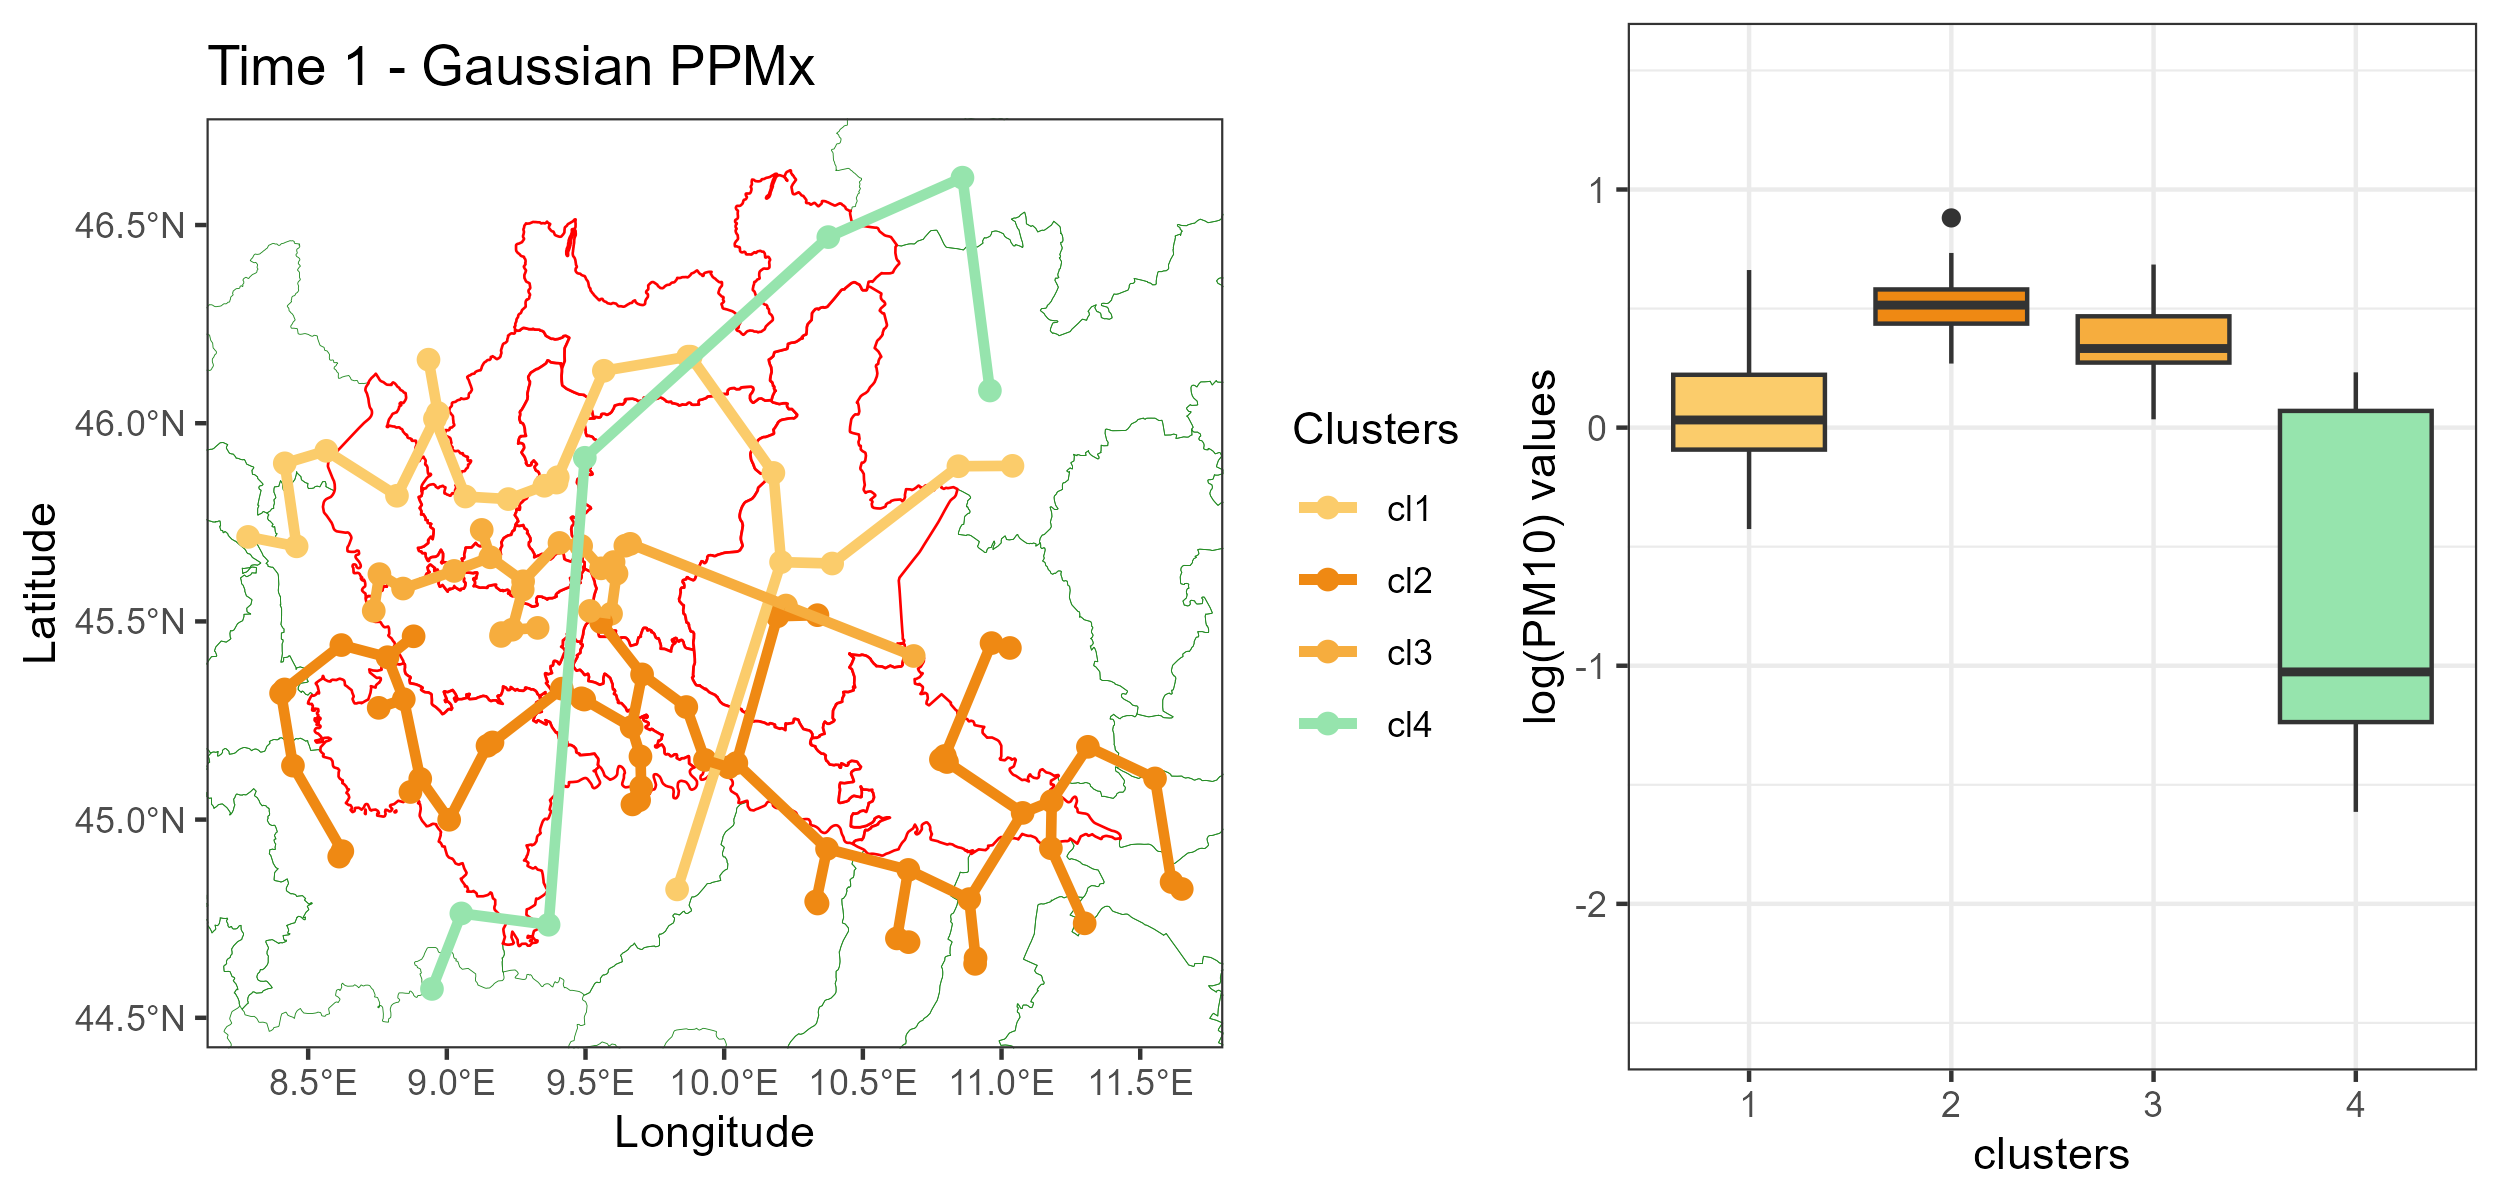 Time 1 - Gaussian PPMx
46.5°N
46.0°N
45.5°N
45.0°N
44.5°N
Latitude
8.5°E 9.0°E 9.5°E 10.0°E 10.5°E 11.0°E 11.5°E
Longitude
Clusters
cl1
cl2
cl3
cl4
log(PM10) values
1
0
-1
-2
1 2 3 4
clusters